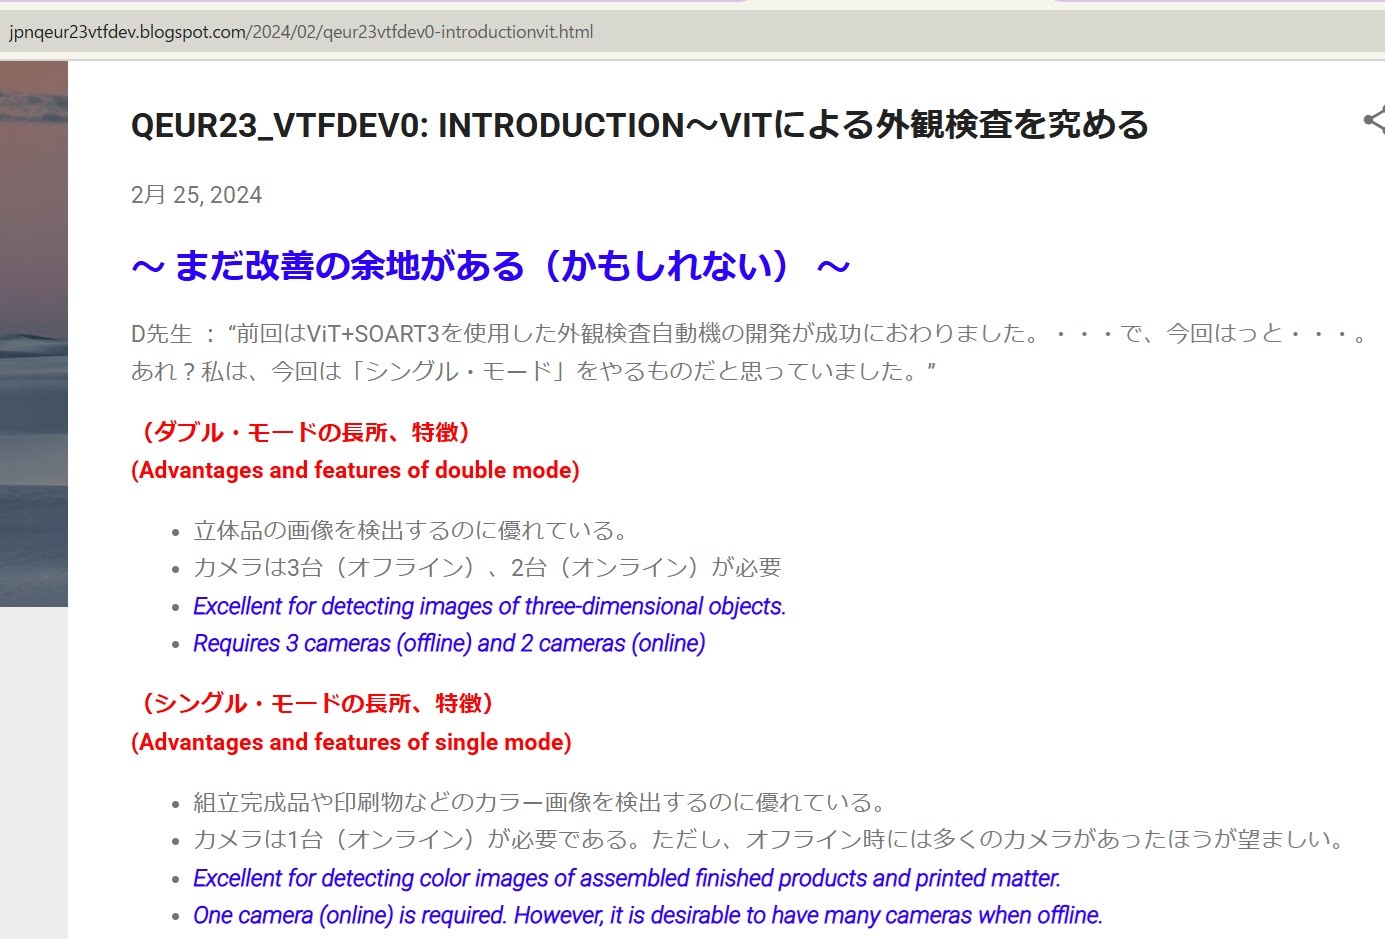 jpnqeur23vtfdev.blogspot.com/2024/02/qeur23vtfdev0-introductionvit.html
QEUR23_VTFDEV0: INTRODUCTION～VITによる外観検査を究める
2月 25, 2024
～ まだ改善の余地がある（かもしれない） ～
D先生 ： “前回はViT+SOART3を使用した外観検査自動機の開発が成功におわりました。・・・で、今回はっと・・・。
あれ？私は、今回は「シングル・モード」をやるものだと思っていました。”
（ダブル・モードの長所、特徴）
(Advantages and features of double mode)
• 立体品の画像を検出するのに優れている。
• カメラは3台（オフライン）、2台（オンライン）が必要
• Excellent for detecting images of three-dimensional objects.
• Requires 3 cameras (offline) and 2 cameras (online)
（シングル・モードの長所、特徴）
(Advantages and features of single mode)
• 組立完成品や印刷物などのカラー画像を検出するのに優れている。
• カメラは1台（オンライン）が必要である。ただし、オフライン時には多くのカメラがあったほうが望ましい。
• Excellent for detecting color images of assembled finished products and printed matter.
• One camera (online) is required. However, it is desirable to have many cameras when offline.